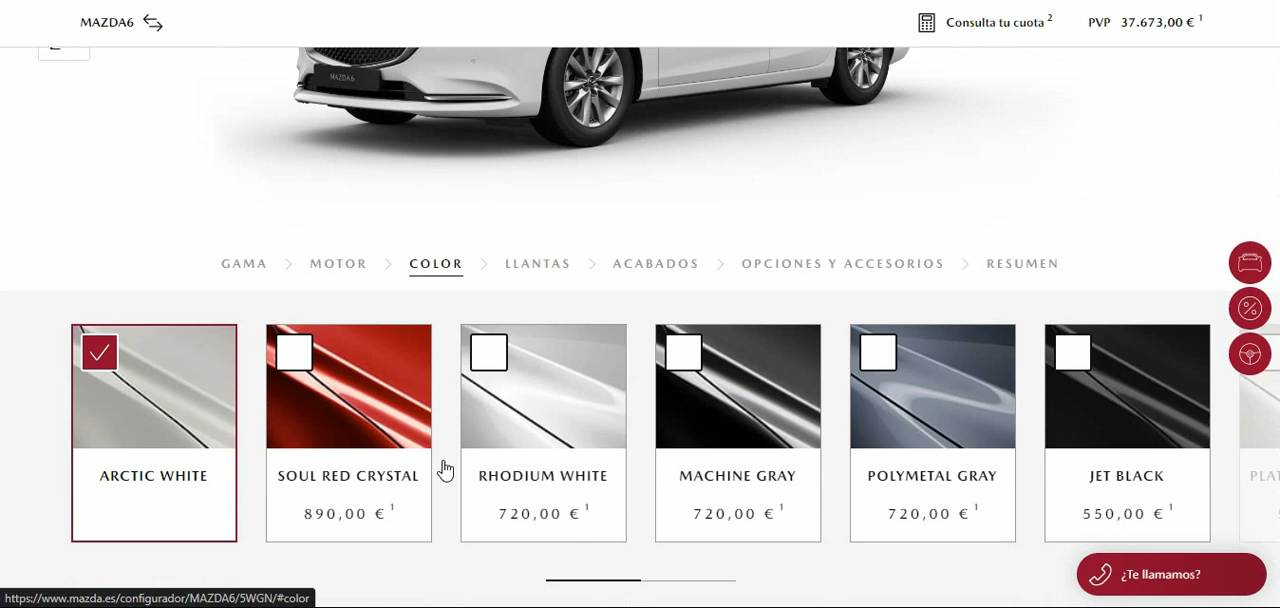 MAZDA6
Consulta tu cuota 2
PVP 37.673,00 € 1
MAZDA6
GAMA > MOTOR > COLOR > LLANTAS > ACABADOS > OPCIONES Y ACCESORIOS > RESUMEN
ARCTIC WHITE
SOUL RED CRYSTAL
890,00 € 1
RHODIUM WHITE
720,00 € 1
MACHINE GRAY
720,00 € 1
POLYMETAL GRAY
720,00 € 1
JET BLACK
550,00 € 1
¿Te llamamos?
https://www.mazda.es/configurador/MAZDA6/5WGN/#color